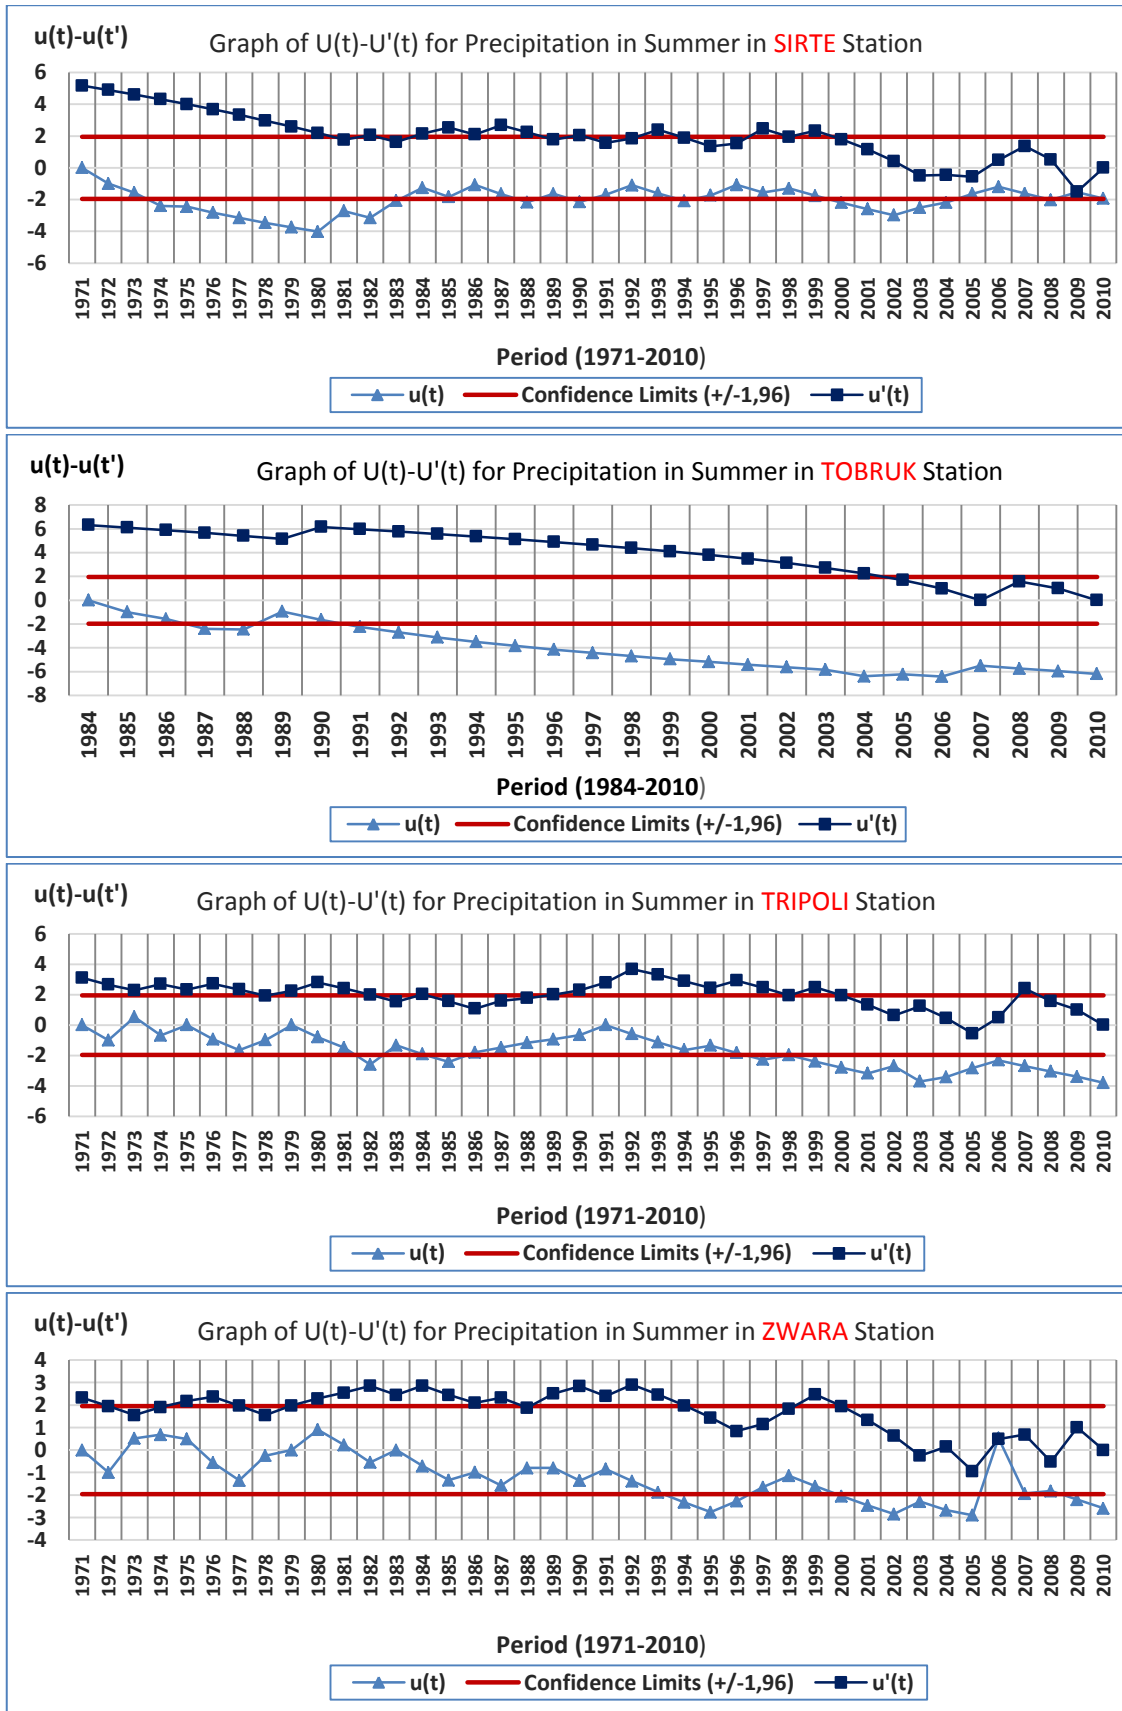 u(t)-u(t')
Graph of U(t)-U'(t) for Precipitation in Summer in SIRTE Station
6
4
2
0
-2
-4
-6
1971 1972 1973 1974 1975 1976 1977 1978 1979 1980 1981 1982 1983 1984 1985 1986 1987 1988 1989 1990 1991 1992 1993 1994 1995 1996 1997 1998 1999 2000 2001 2002 2003 2004 2005 2006 2007 2008 2009 2010
Period (1971-2010)
u(t) Confidence Limits (+/-1,96) u'(t)
u(t)-u(t')
Graph of U(t)-U'(t) for Precipitation in Summer in TOBRUK Station
8
6
4
2
0
-2
-4
-6
-8
1984 1985 1986 1987 1988 1989 1990 1991 1992 1993 1994 1995 1996 1997 1998 1999 2000 2001 2002 2003 2004 2005 2006 2007 2008 2009 2010
Period (1984-2010)
u(t) Confidence Limits (+/-1,96) u'(t)
u(t)-u(t')
Graph of U(t)-U'(t) for Precipitation in Summer in TRIPOLI Station
6
4
2
0
-2
-4
-6
1971 1972 1973 1974 1975 1976 1977 1978 1979 1980 1981 1982 1983 1984 1985 1986 1987 1988 1989 1990 1991 1992 1993 1994 1995 1996 1997 1998 1999 2000 2001 2002 2003 2004 2005 2006 2007 2008 2009 2010
Period (1971-2010)
u(t) Confidence Limits (+/-1,96) u'(t)
u(t)-u(t')
Graph of U(t)-U'(t) for Precipitation in Summer in ZWARA Station
4
3
2
1
0
-1
-2
-3
-4
1971 1972 1973 1974 1975 1976 1977 1978 1979 1980 1981 1982 1983 1984 1985 1986 1987 1988 1989 1990 1991 1992 1993 1994 1995 1996 1997 1998 1999 2000 2001 2002 2003 2004 2005 2006 2007 2008 2009 2010
Period (1971-2010)
u(t) Confidence Limits (+/-1,96) u'(t)